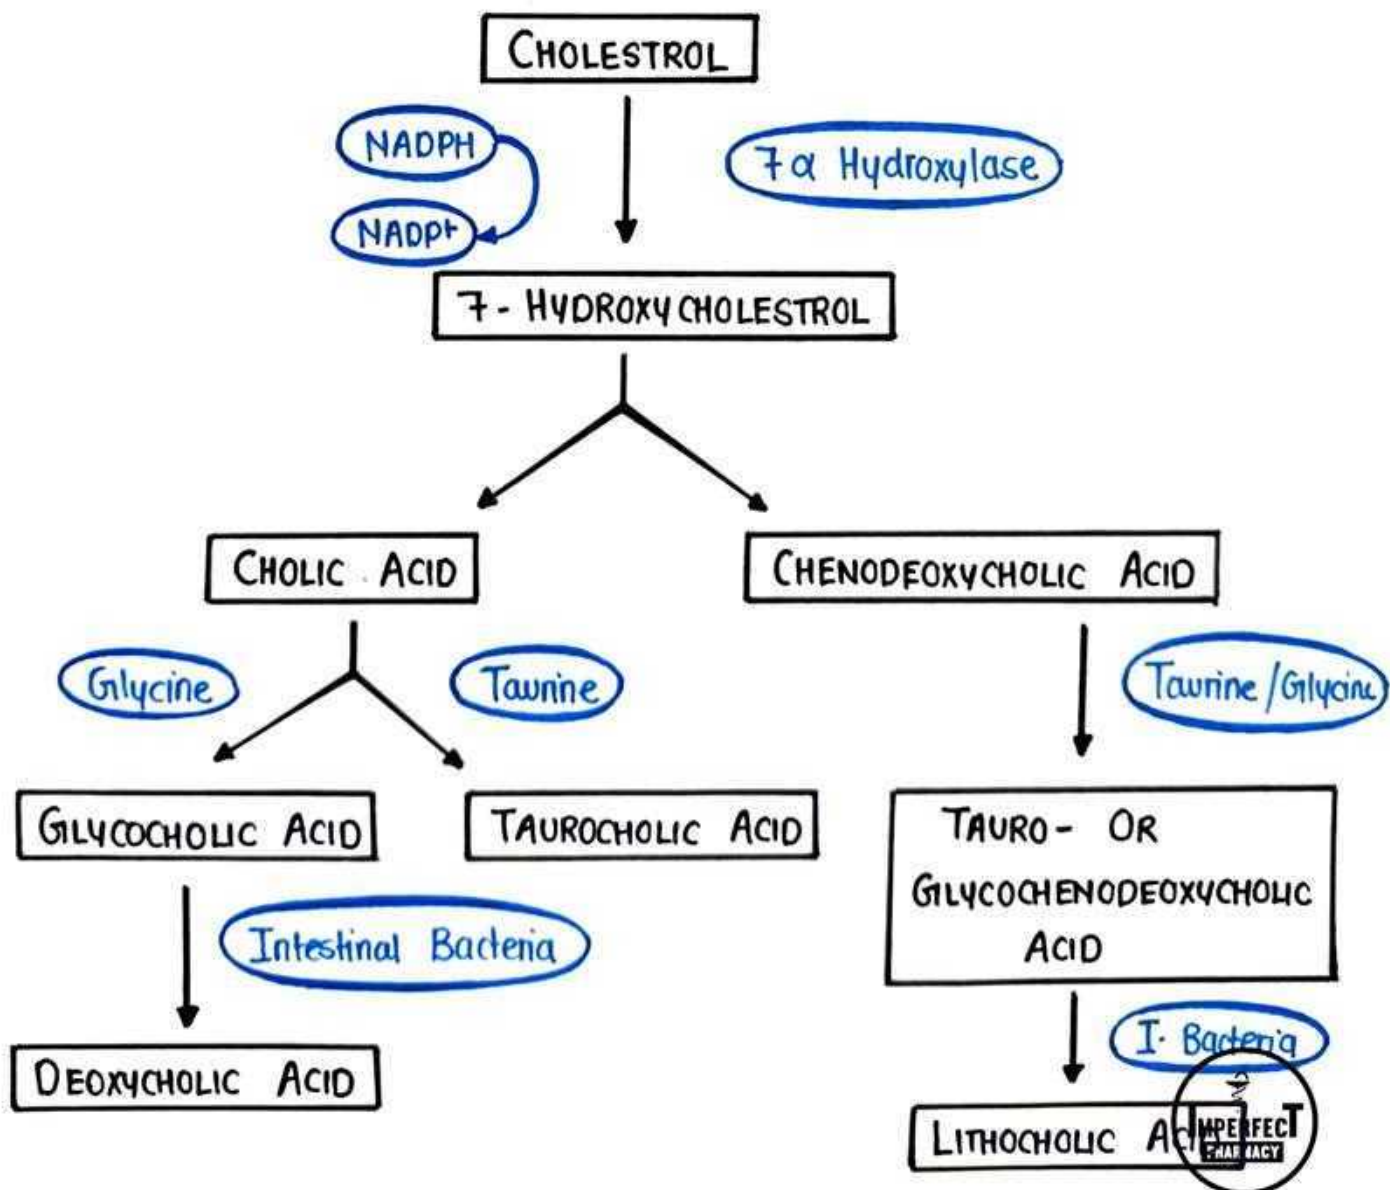 CHOLESTROL
NADPH
7α Hydroxylase
NADP+
7-HYDROXYCHOLESTROL
CHOLIC ACID
CHENODEOXYCHOLIC ACID
Glycine
Taurine
Taurine/Glycine
GLYCOCHOLIC ACID
TAUROCHOLIC ACID
TAURO- OR
GLYCOCHENODEOXYCHOLIC
ACID
Intestinal Bacteria
I. Bacteria
DEOXYCHOLIC ACID
LITHOCHOLIC ACID
IMPERFECT
PHARMACY